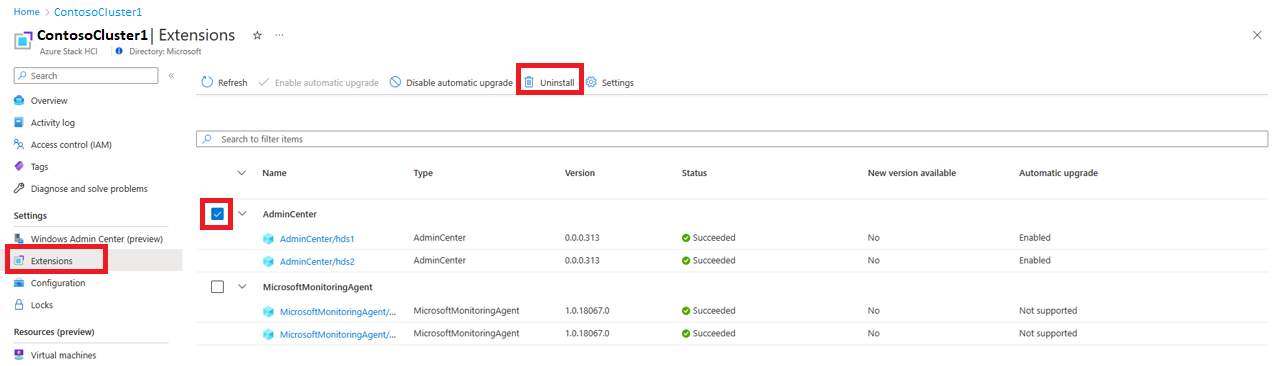 Home > ContosoCluster1
ContosoCluster1 | Extensions ☆ ...
Azure Stack HCI Directory: Microsoft
Search «
Refresh Enable automatic upgrade Disable automatic upgrade Uninstall Settings
Overview
Activity log
Access control (IAM)
Tags
Diagnose and solve problems
Settings
Windows Admin Center (preview)
Extensions
Configuration
Locks
Resources (preview)
Virtual machines
Search to filter items
Name Type Version Status New version available Automatic upgrade
AdminCenter
AdminCenter/hds1 AdminCenter 0.0.0.313 Succeeded No Enabled
AdminCenter/hds2 AdminCenter 0.0.0.313 Succeeded No Enabled
MicrosoftMonitoringAgent
MicrosoftMonitoringAgent/... MicrosoftMonitoringAgent 1.0.18067.0 Succeeded No Not supported
MicrosoftMonitoringAgent/... MicrosoftMonitoringAgent 1.0.18067.0 Succeeded No Not supported